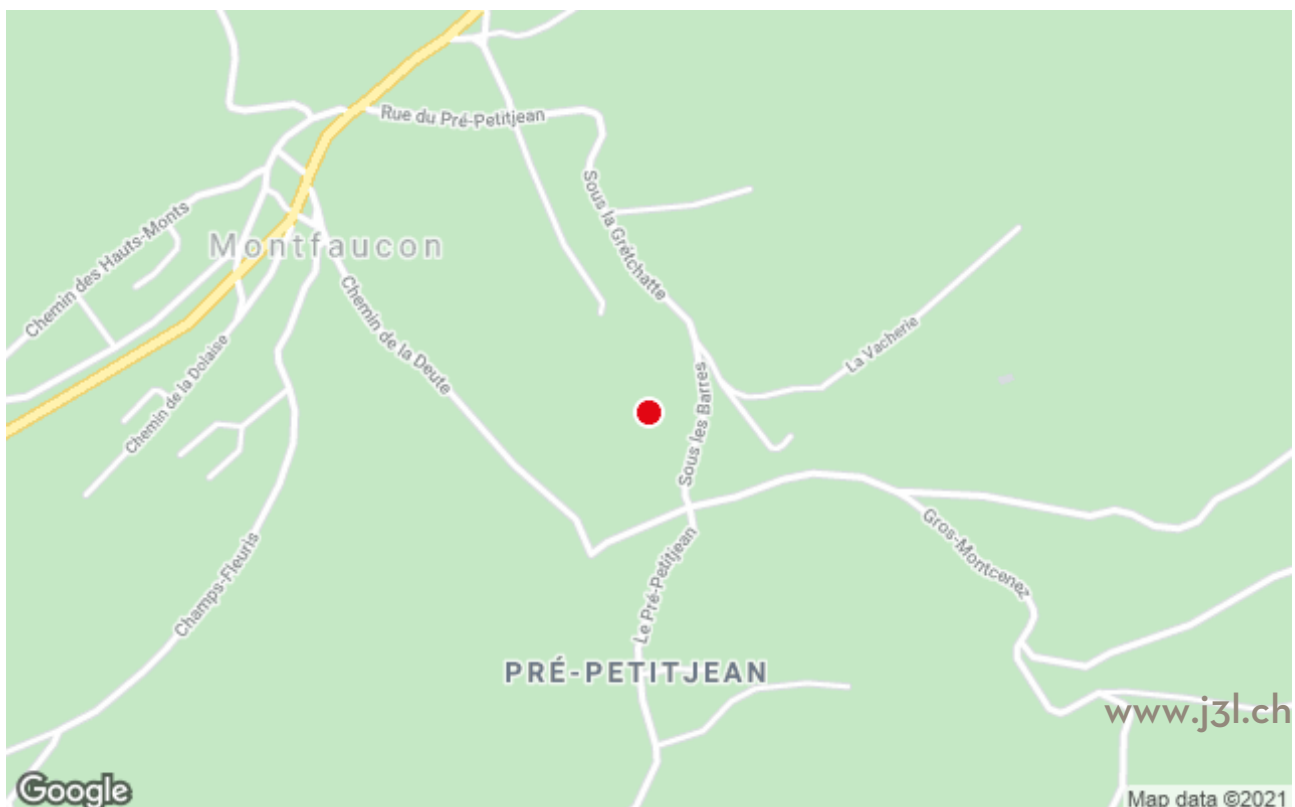 Rue du Pré-Petitjean
Sous la Grétchatte
Chemin des Hauts-Monts
Montfaucon
Chemin de la Deute
La Vacherie
Chemin de la Dolaise
Sous les Barres
Gros-Montcenez
Champs-Fleuris
Le Pré-Petitjean
PRÉ-PETITJEAN
www.j3l.ch
Google
Map data ©2021